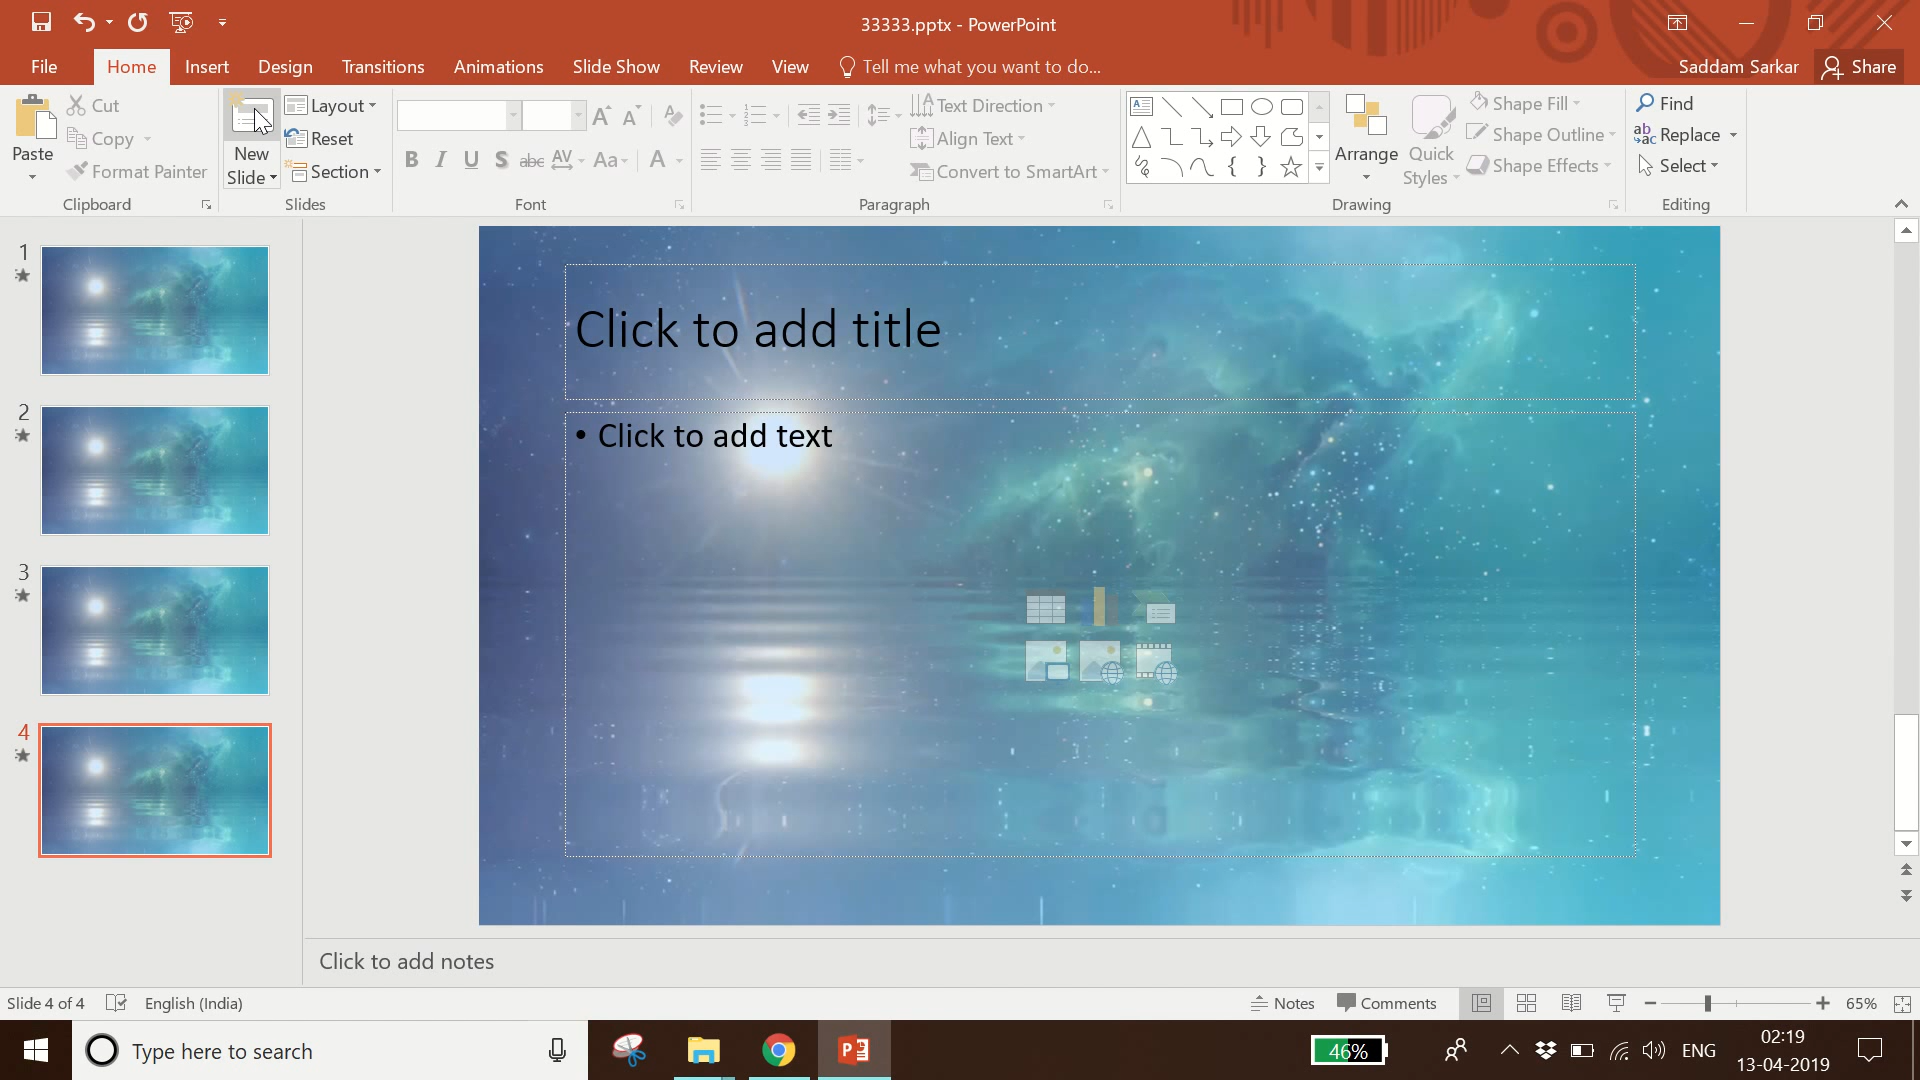 33333.pptx - PowerPoint
File Home Insert Design Transitions Animations Slide Show Review View Tell me what you want to do... Saddam Sarkar Share
Paste
Cut
Copy
Format Painter
Clipboard
New
Slide
Layout
Reset
Section
Slides
B I U S abc AV Aa A
Font
Text Direction
Align Text
Convert to SmartArt
Paragraph
Arrange
Quick
Styles
Shape Fill
Shape Outline
Shape Effects
Drawing
Find
Replace
Select
Editing
1
2
3
4
Click to add title
• Click to add text
Click to add notes
Slide 4 of 4 English (India) Notes Comments 65%
Type here to search
46%
ENG
02:19
13-04-2019